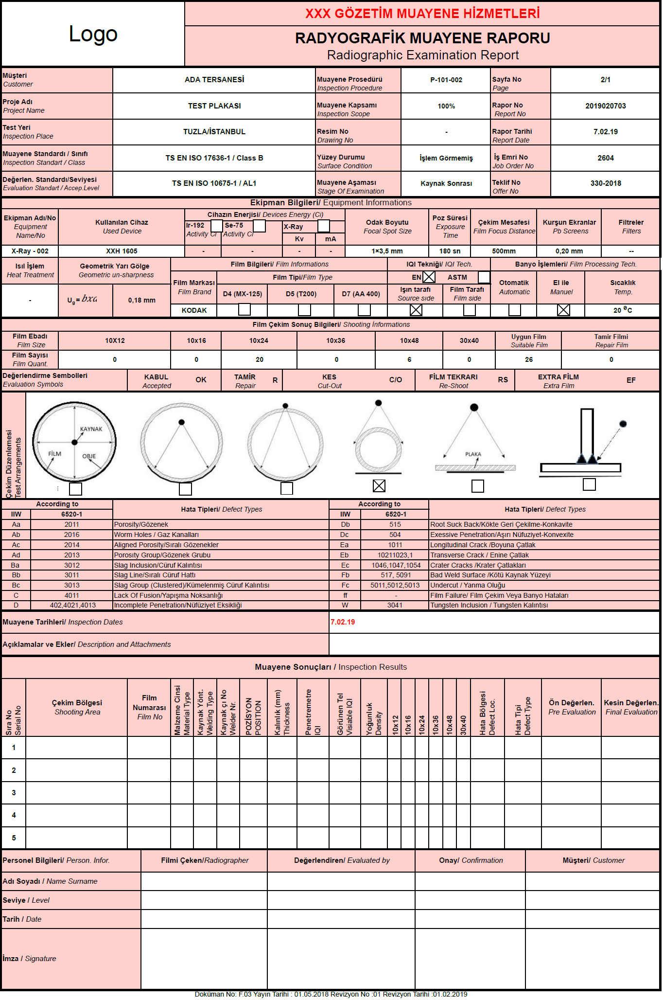 Logo
XXX GÖZETİM MUAYENE HİZMETLERİ
RADYOGRAFİK MUAYENE RAPORU
Radiographic Examination Report
Müşteri
Customer
ADA TERSANESİ
Muayene Prosedürü
Inspection Procedure
P-101-002
Sayfa No
Page
2/1
Proje Adı
Project Name
TEST PLAKASI
Muayene Kapsamı
Inspection Scope
100%
Rapor No
Report No
2019020703
Test Yeri
Inspection Place
TUZLA/İSTANBUL
Resim No
Drawing No
-
Rapor Tarihi
Report Date
7.02.19
Muayene Standardı / Sınıfı
Inspection Standart / Class
TS EN ISO 17636-1 / Class B
Yüzey Durumu
Surface Condition
İşlem Görmemiş
İş Emri No
Job Order No
2604
Değerlen. Standardı/Seviyesi
Evaluation Standart / Accep.Level
TS EN ISO 10675-1 / AL1
Muayene Aşaması
Stage Of Examination
Kaynak Sonrası
Teklif No
Offer No
330-2018
Ekipman Bilgileri/ Equipment Informations
Ekipman Adı/No
Equipment
Name/No
Kullanılan Cihaz
Used Device
Cihazın Enerjisi/ Devices Energy (Ci)
Ir-192
Activity Ci
Se-75
Activity Ci
X-Ray
Kv
mA
Odak Boyutu
Focal Spot Size
Poz Süresi
Exposure
Time
Çekim Mesafesi
Film Focus Distance
Kurşun Ekranlar
Pb Screens
Filtreler
Filters
X-Ray - 002
XXH 1605
-
-
-
-
1×3,5 mm
180 sn
500mm
0,20 mm
--
Isıl İşlem
Heat Treatment
Geometrik Yarı Gölge
Geometric un-sharpness
Film Bilgileri/ Film Informations
IQI Tekniği/ IQI Tech.
Banyo İşlemleri/ Film Processing Tech.
Film Markası
Film Brand
Film Tipi/Film Type
EN
ASTM
Otomatik
Automatic
El ile
Manuel
Sıcaklık
Temp.
D4 (MX-125)
D5 (T200)
D7 (AA 400)
Işın tarafı
Source sıde
Film Tarafı
Film side
-
Ug= bxa
0,18 mm
KODAK
20 ⁰C
Film Çekim Sonuç Bilgileri/ Shooting İnformations
Film Ebadı
Film Size
10X12
10x16
10x24
10x36
10x48
30x40
Uygun Film
Suitable Film
Tamir Filmi
Repair Film
Film Sayısı
Film Quant.
0
0
20
0
6
0
26
0
Değerlendirme Sembolleri
Evaluation Symbols
KABUL
Accepted
OK
TAMİR
Repair
R
KES
Cut-Out
C/O
FİLM TEKRARI
Re-Shoot
RS
EXTRA FİLM
Extra Film
EF
Çekim Düzenlemesi
Test Arrangements
KAYNAK
FİLM
OBJE
PLAKA
According to
IIW
6520-1
Hata Tipleri/ Defect Types
According to
IIW
6520-1
Hata Tipleri/ Defect Types
Aa 2011 Porosity/Gözenek Db 515 Root Suck Back/Kökte Geri Çekilme-Konkavite
Ab 2016 Worm Holes / Gaz Kanalları Dc 504 Exessive Penetration/Aşırı Nüfuziyet-Konvexite
Ac 2014 Aligned Porosity/Sıralı Gözenekler Ea 1011 Longitudinal Crack /Boyuna Çatlak
Ad 2013 Porosıty Group/Gözenek Grubu Eb 10211023,1 Transverse Crack / Enine Çatlak
Ba 3012 Slag Inclusion/Cüruf Kalıntısı Ec 1046,1047,1054 Crater Cracks /Krater Çatlakları
Bb 3011 Slag Line/Sıralı Cüruf Hattı Fb 517, 5091 Bad Weld Surface /Kötü Kaynak Yüzeyi
Bc 3013 Slag Group (Clustered)/Kümelenmiş Cüruf Kalıntısı Fc 5011,5012,5013 Undercut / Yanma Oluğu
C 4011 Lack Of Fusion/Yapışma Noksanlığı ff - Film Failure/ Film Çekim Veya Banyo Hataları
D 402,4021,4013 Incomplete Penetration/Nüfüziyet Eksikliği W 3041 Tungsten Inclusion / Tungsten Kalıntısı
Muayene Tarihleri/ Inspection Dates
7.02.19
Açıklamalar ve Ekler/ Description and Attachments
Muayene Sonuçları / Inspection Results
Sıra No
Serial No
Çekim Bölgesi
Shooting Area
Film
Numarası
Film No
Malzeme Cinsi
Material Type
Kaynak Yönt.
Welding Type
Kaynak çı No
Welder Nr.
POZİSYON
POSITION
Kalınlık (mm)
Thickness
Penetremetre
IQI
Görünen Tel
Visiable IQI
Yoğunluk
Density
10x12
10x16
10x24
10x36
10x48
30x40
Hata Bölgesi
Defect Loc.
Hata Tipi
Defect Type
Ön Değerlen.
Pre Evaluation
Kesin Değerlen.
Final Evaluation
1
2
3
4
5
Personel Bilgileri/ Person. Infor.
Filmi Çeken/Radiographer
Değerlendiren/ Evaluated by
Onay/ Confirmation
Müşteri/ Customer
Adı Soyadı / Name Surname
Seviye / Level
Tarih / Date
İmza / Signature
Doküman No: F.03 Yayın Tarihi : 01.05.2018 Revizyon No :01 Revizyon Tarihi :01.02.2019